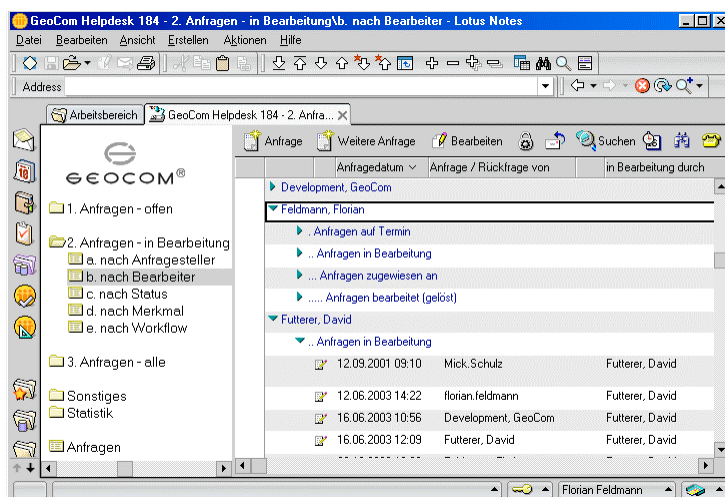 GeoCom Helpdesk 184 - 2. Anfragen - in Bearbeitung\b. nach Bearbeiter - Lotus Notes
Datei Bearbeiten Ansicht Erstellen Aktionen Hilfe
Address
Arbeitsbereich GeoCom Helpdesk 184 - 2. Anfra...
Anfrage Weitere Anfrage Bearbeiten Suchen
GEOCOM®
1. Anfragen - offen
2. Anfragen - in Bearbeitung
a. nach Anfragesteller
b. nach Bearbeiter
c. nach Status
d. nach Merkmal
e. nach Workflow
3. Anfragen - alle
Sonstiges
Statistik
Anfragen
Anfragedatum Anfrage / Rückfrage von in Bearbeitung durch
Development, GeoCom
Feldmann, Florian
. Anfragen auf Termin
.. Anfragen in Bearbeitung
... Anfragen zugewiesen an
..... Anfragen bearbeitet (gelöst)
Futterer, David
.. Anfragen in Bearbeitung
12.09.2001 09:10 Mick.Schulz Futterer, David
12.06.2003 14:22 florian.feldmann Futterer, David
16.06.2003 10:56 Development, GeoCom Futterer, David
16.06.2003 12:09 Futterer, David Futterer, David
Florian Feldmann